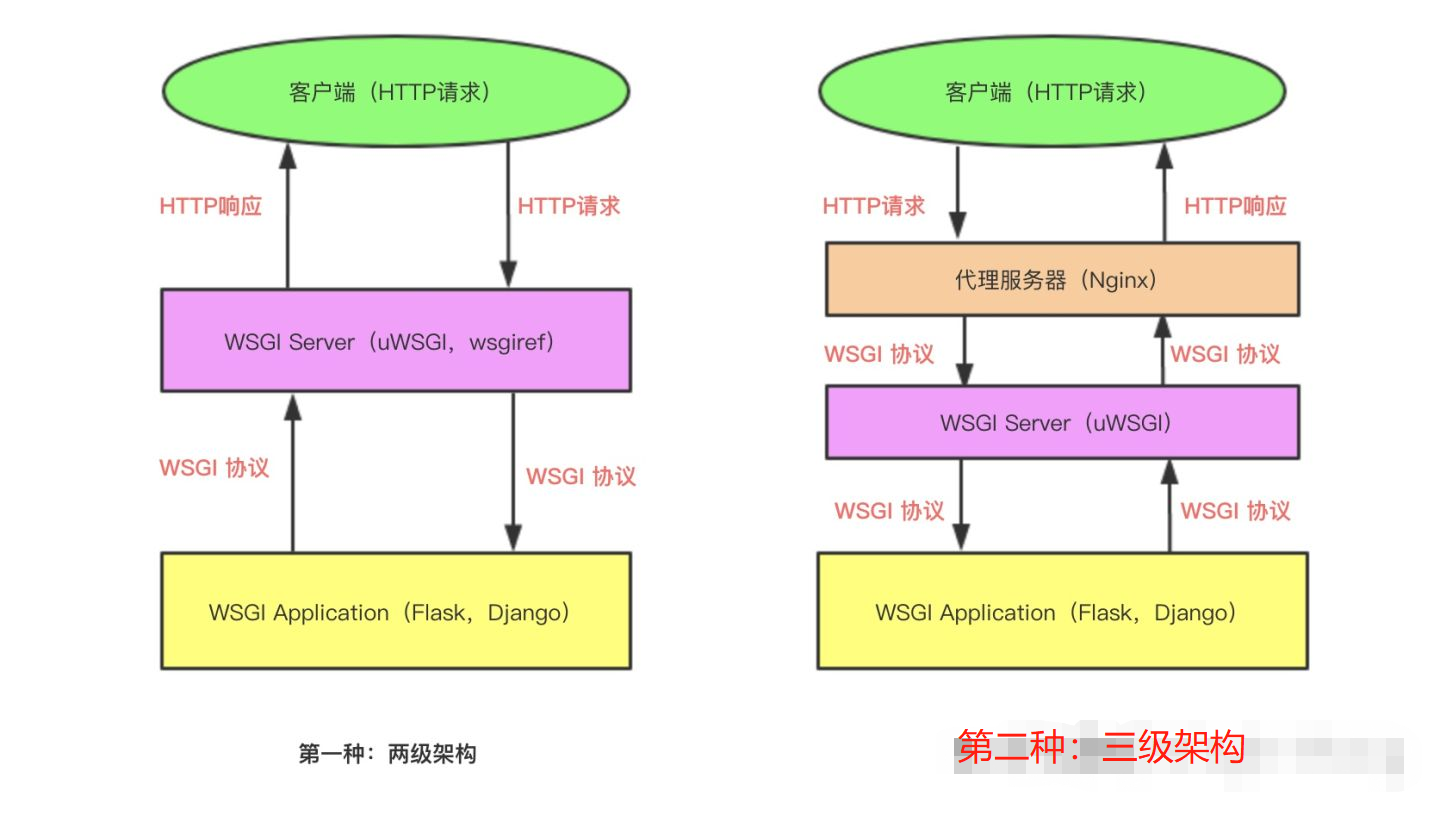 客户端（HTTP请求）
HTTP响应
HTTP请求
WSGI Server（uWSGI，wsgiref）
WSGI 协议
WSGI 协议
WSGI Application（Flask，Django）
第一种：两级架构
客户端（HTTP请求）
HTTP请求
HTTP响应
代理服务器（Nginx）
WSGI 协议
WSGI 协议
WSGI Server（uWSGI）
WSGI 协议
WSGI 协议
WSGI Application（Flask，Django）
第二种：三级架构